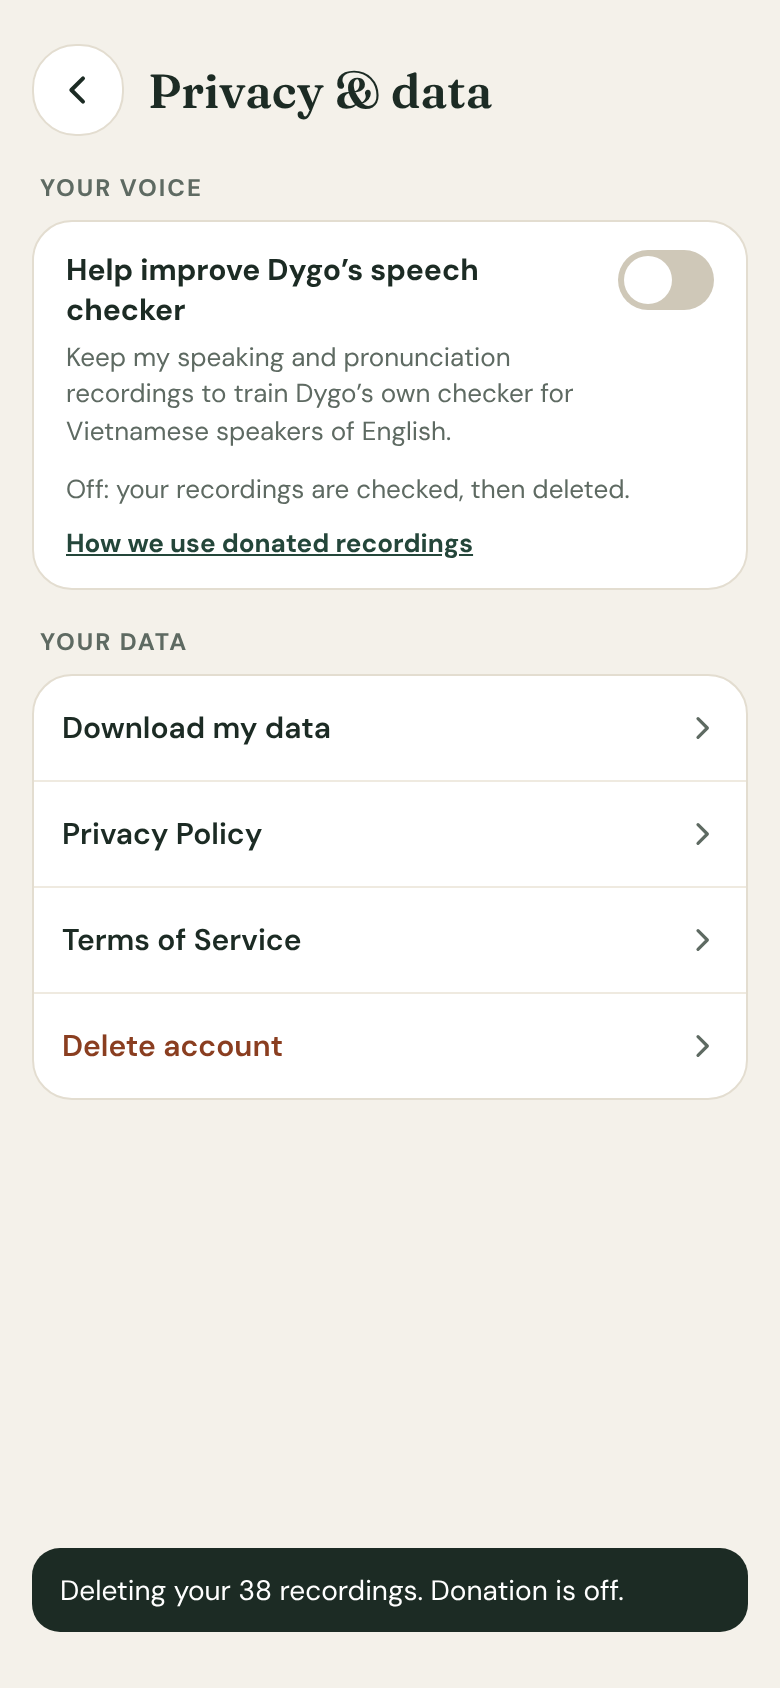 Privacy & data
YOUR VOICE
Help improve Dygo’s speech
checker
Keep my speaking and pronunciation
recordings to train Dygo’s own checker for
Vietnamese speakers of English.
Off: your recordings are checked, then deleted.
How we use donated recordings
YOUR DATA
Download my data
Privacy Policy
Terms of Service
Delete account
Deleting your 38 recordings. Donation is off.